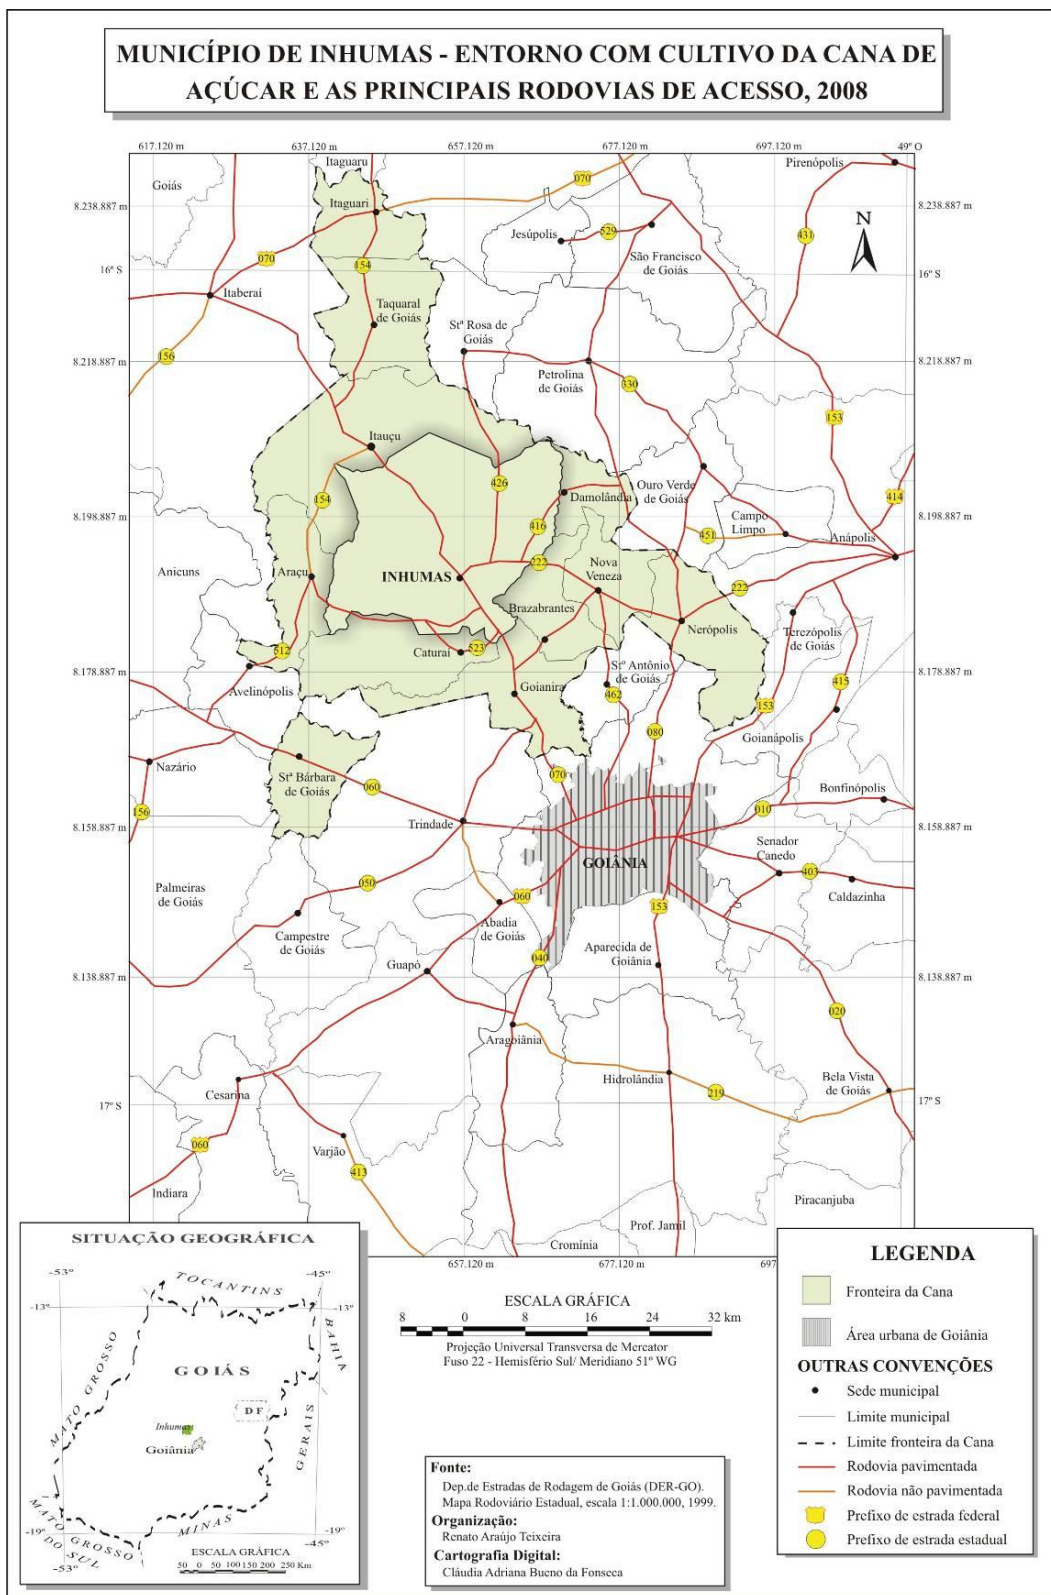 MUNICÍPIO DE INHUMAS - ENTORNO COM CULTIVO DA CANA DE
AÇÚCAR E AS PRINCIPAIS RODOVIAS DE ACESSO, 2008
617.120 m
637.120 m
657.120 m
677.120 m
697.120 m
49º O
Itaguaru
Pirenópolis
Goiás
070
8.238.887 m
Itaguari
8.238.887 m
N
Jesúpolis
529
431
São Francisco
de Goiás
070
154
16º S
16º S
Itaberaí
Taquaral
de Goiás
Stª Rosa de
Goiás
156
8.218.887 m
8.218.887 m
Petrolina
de Goiás
330
153
Itauçu
426
Ouro Verde
de Goiás
414
154
Damolândia
8.198.887 m
Campo
Limpo
8.198.887 m
416
451
Anápolis
222
Nova
Veneza
Anicuns
Araçu
INHUMAS
222
Brazabrantes
Nerópolis
Terezópolis
de Goiás
512
Caturaí
523
8.178.887 m
Stº Antônio
de Goiás
8.178.887 m
Avelinópolis
Goianira
462
415
153
080
Goianápolis
Nazário
Stª Bárbara
de Goiás
070
060
Bonfinópolis
156
010
8.158.887 m
Trindade
8.158.887 m
Senador
Canedo
GOIÂNIA
403
Palmeiras
de Goiás
050
060
Caldazinha
153
Abadia
de Goiás
Campestre
de Goiás
Aparecida de
Goiânia
040
Guapó
8.138.887 m
8.138.887 m
020
Aragoiânia
Hidrolândia
Bela Vista
de Goiás
Cesarina
219
17º S
17º S
060
Varjão
413
Indiara
Piracanjuba
Prof. Jamil
Cromínia
657.120 m
677.120 m
697
SITUAÇÃO GEOGRÁFICA
-53º
-45º
TOCANTINS
-13º
-13º
BAHIA
MATO GROSSO
GOIÁS
D F
Inhumas
Goiânia
GERAIS
MINAS
-19º
-19º
-45º
MATO GROSSO
DO SUL
-53º
ESCALA GRÁFICA
50 0 50 100 150 200 250 Km
ESCALA GRÁFICA
8 0 8 16 24 32 km
Projeção Universal Transversa de Mercator
Fuso 22 - Hemisfério Sul/ Meridiano 51º WG
Fonte:
Dep.de Estradas de Rodagem de Goiás (DER-GO).
Mapa Rodoviário Estadual, escala 1:1.000.000, 1999.
Organização:
Renato Araújo Teixeira
Cartografia Digital:
Cláudia Adriana Bueno da Fonseca
LEGENDA
Fronteira da Cana
Área urbana de Goiânia
OUTRAS CONVENÇÕES
Sede municipal
Limite municipal
Limite fronteira da Cana
Rodovia pavimentada
Rodovia não pavimentada
Prefixo de estrada federal
Prefixo de estrada estadual